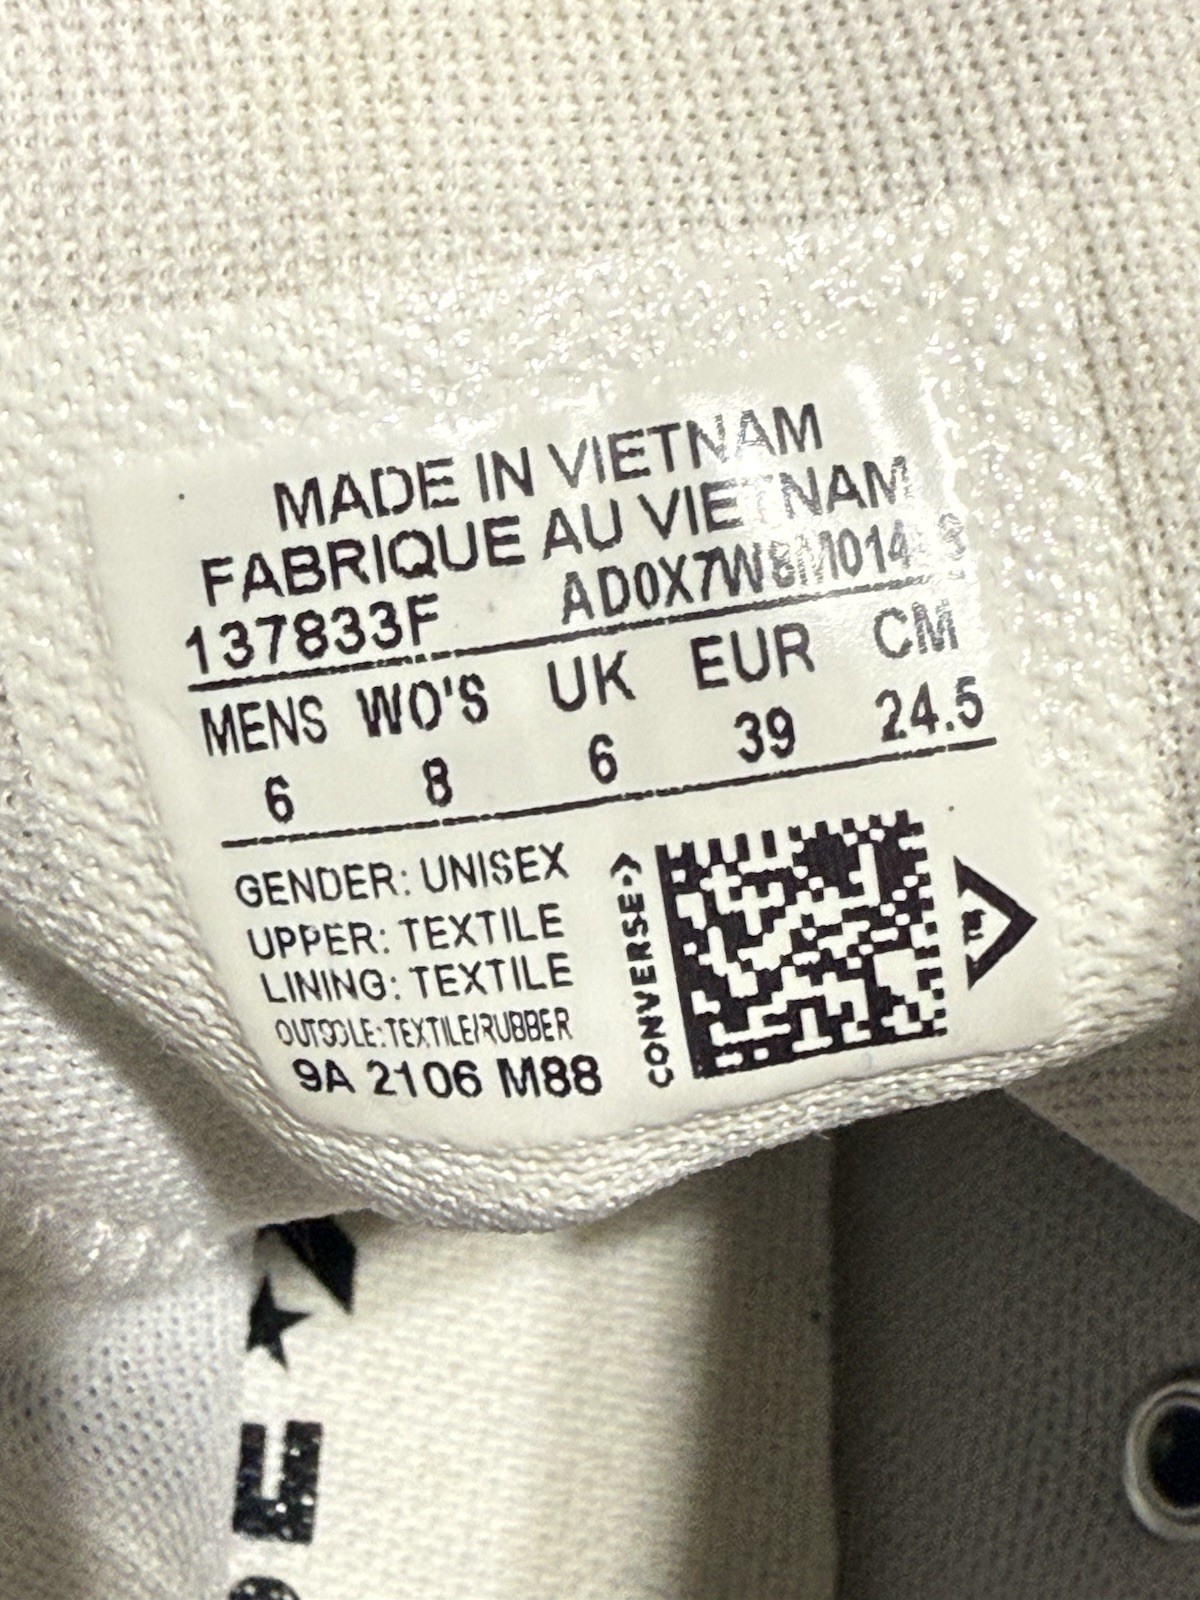 MADE IN VIETNAM
FABRIQUE AU VIETNAM
137833F
MENS WO'S UK EUR CM
6 8 6 39 24.5
GENDER: UNISEX
UPPER: TEXTILE
LINING: TEXTILE
OUTSOLE: TEXTILE/RUBBER
9A 2106 M88
CONVERSE
TM